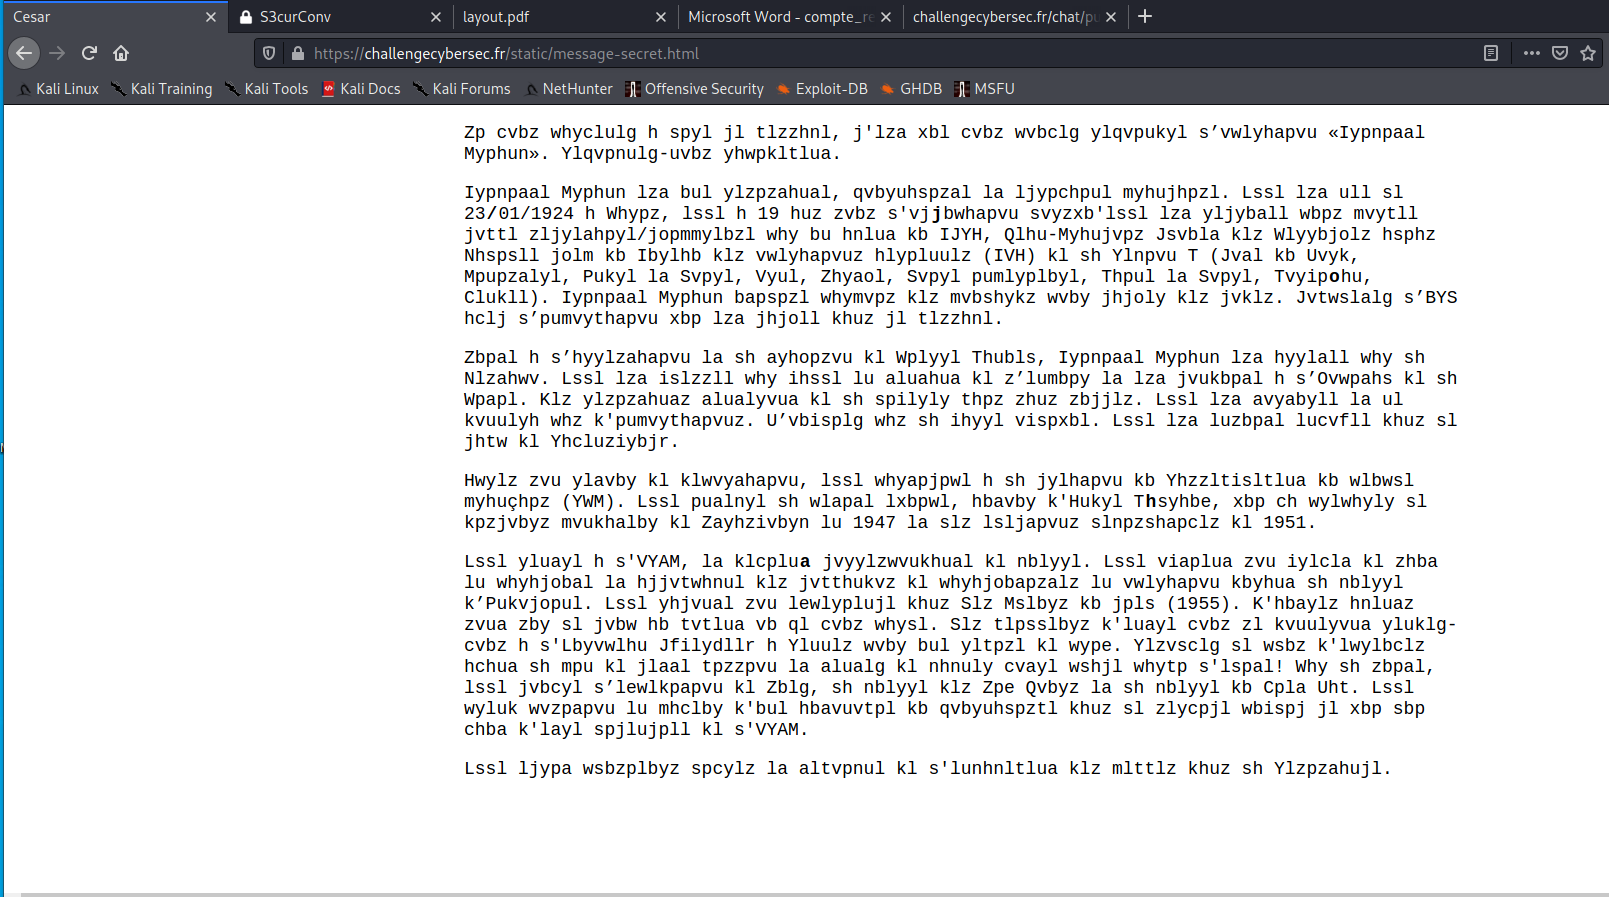 Cesar
S3curConv
layout.pdf
Microsoft Word - compte_re
challengecybersec.fr/chat/pu
https://challengecybersec.fr/static/message-secret.html
Kali Linux Kali Training Kali Tools Kali Docs Kali Forums NetHunter Offensive Security Exploit-DB GHDB MSFU
Zp cvbz whyclulg h spyl jl tlzzhnl, j'lza xbl cvbz wvbclg ylqvpukyl s’vwlyhapvu «Iypnpaal
Myphun». Ylqvpnulg-uvbz yhwpkltlua.
Iypnpaal Myphun lza bul ylzpzahual, qvbyuhspzal la ljypchpul myhujhpzl. Lssl lza ull sl
23/01/1924 h Whypz, lssl h 19 huz zvbz s'vjjbwhapvu svyzxb'lssl lza yljyball wbpz mvytll
jvttl zljylahpyl/jopmmylbzl why bu hnlua kb IJYH, Qlhu-Myhujvpz Jsvbla klz Wlyybjolz hsphz
Nhspsll jolm kb Ibylhb klz vwlyhapvuz hlypluulz (IVH) kl sh Ylnpvu T (Jval kb Uvyk,
Mpupzalyl, Pukyl la Svpyl, Vyul, Zhyaol, Svpyl pumlyplbyl, Thpul la Svpyl, Tvyipohu,
Clukll). Iypnpaal Myphun bapspzl whymvpz klz mvbshykz wvby jhjoly klz jvklz. Jvtwslalg s’BYS
hclj s’pumvythapvu xbp lza jhjoll khuz jl tlzzhnl.
Zbpal h s’hyylzahapvu la sh ayhopzvu kl Wplyyl Thubls, Iypnpaal Myphun lza hyylall why sh
Nlzahwv. Lssl lza islzzll why ihssl lu aluahua kl z’lumbpy la lza jvukbpal h s’Ovwpahs kl sh
Wpapl. Klz ylzpzahuaz alualyvua kl sh spilyly thpz zhuz zbjjlz. Lssl lza avyabyll la ul
kvuulyh whz k'pumvythapvuz. U’vbisplg whz sh ihyyl vispxbl. Lssl lza luzbpal lucvfll khuz sl
jhtw kl Yhcluziybjr.
Hwylz zvu ylavby kl klwvyahapvu, lssl whyapjpwl h sh jylhapvu kb Yhzzltisltlua kb wlbwsl
myhuçhpz (YWM). Lssl pualnyl sh wlapal lxbpwl, hbavby k'Hukyl Thsyhbe, xbp ch wylwhyly sl
kpzjvbyz mvukhalby kl Zayhzivbyn lu 1947 la slz lsljapvuz slnpzshapclz kl 1951.
Lssl yluayl h s'VYAM, la klcplua jvyylzwvukhual kl nblyyl. Lssl viaplua zvu iylcla kl zhba
lu whyhjobal la hjjvtwhnul klz jvtthukvz kl whyhjobapzalz lu vwlyhapvu kbyhua sh nblyyl
k’Pukvjopul. Lssl yhjvual zvu lewlyplujl khuz Slz Mslbyz kb jpls (1955). K'hbaylz hnluaz
zvua zby sl jvbw hb tvtlua vb ql cvbz whysl. Slz tlpsslbyz k'luayl cvbz zl kvuulyvua yluklg-
cvbz h s'Lbyvwlhu Jfilydllr h Yluulz wvby bul yltpzl kl wype. Ylzvsclg sl wsbz k'lwylbclz
hchua sh mpu kl jlaal tpzzpvu la alualg kl nhnuly cvayl wshjl whytp s'lspal! Why sh zbpal,
lssl jvbcyl s’lewlkpapvu kl Zblg, sh nblyyl klz Zpe Qvbyz la sh nblyyl kb Cpla Uht. Lssl
wyluk wvzpapvu lu mhclby k'bul hbavuvtpl kb qvbyuhspztl khuz sl zlycpjl wbispj jl xbp sbp
chba k'layl spjlujpll kl s'VYAM.
Lssl ljypa wsbzplbyz spcylz la altvpnul kl s'lunhnltlua klz mlttlz khuz sh Ylzpzahujl.